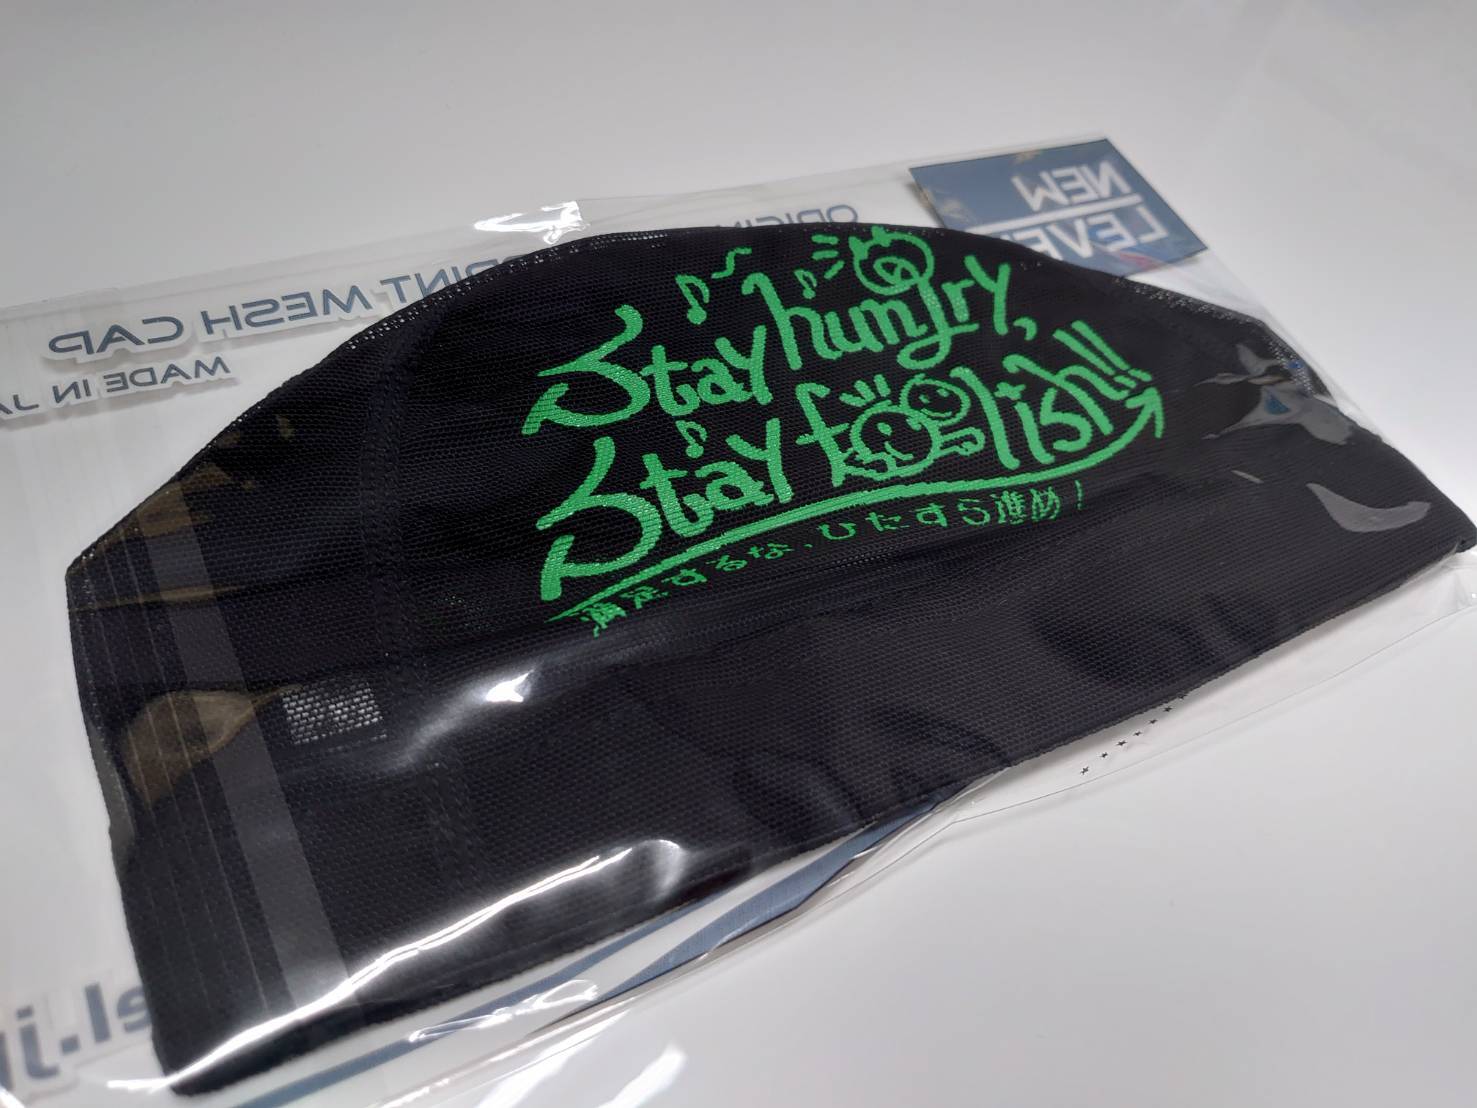 NEW
LEVEL
PRINT MESH CAP
MADE IN
Stay hungry,
Stay foolish!!
満足するな、ひたすら進め!